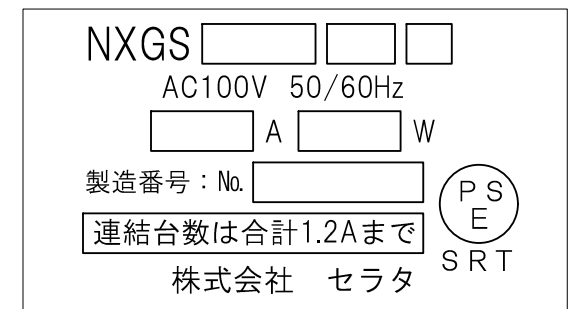 NXGS
AC100V 50/60Hz
A W
製造番号:No.
連結台数は合計1.2Aまで
株式会社 セラタ
PS
E
SRT